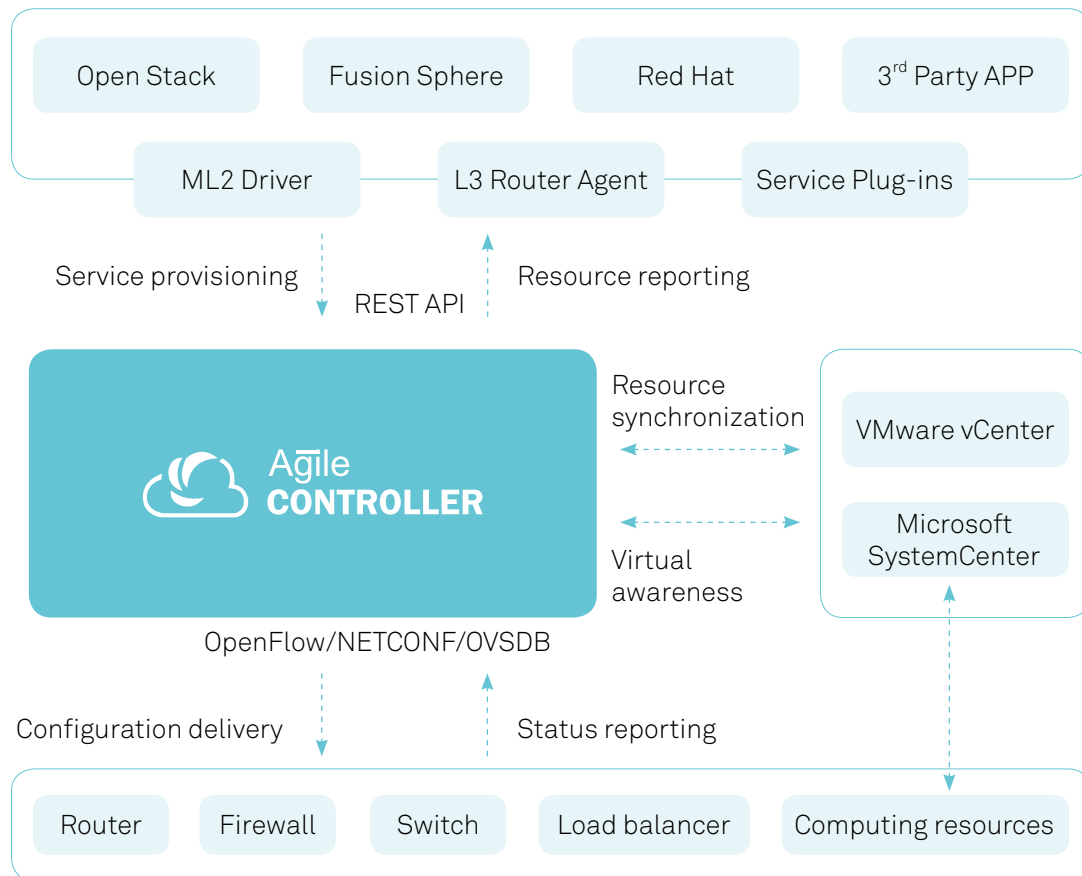 Open Stack
Fusion Sphere
Red Hat
3rd Party APP
ML2 Driver
L3 Router Agent
Service Plug-ins
Service provisioning
REST API
Resource reporting
Agile
CONTROLLER
Resource
synchronization
Virtual
awareness
VMware vCenter
Microsoft
SystemCenter
OpenFlow/NETCONF/OVSDB
Configuration delivery
Status reporting
Router
Firewall
Switch
Load balancer
Computing resources